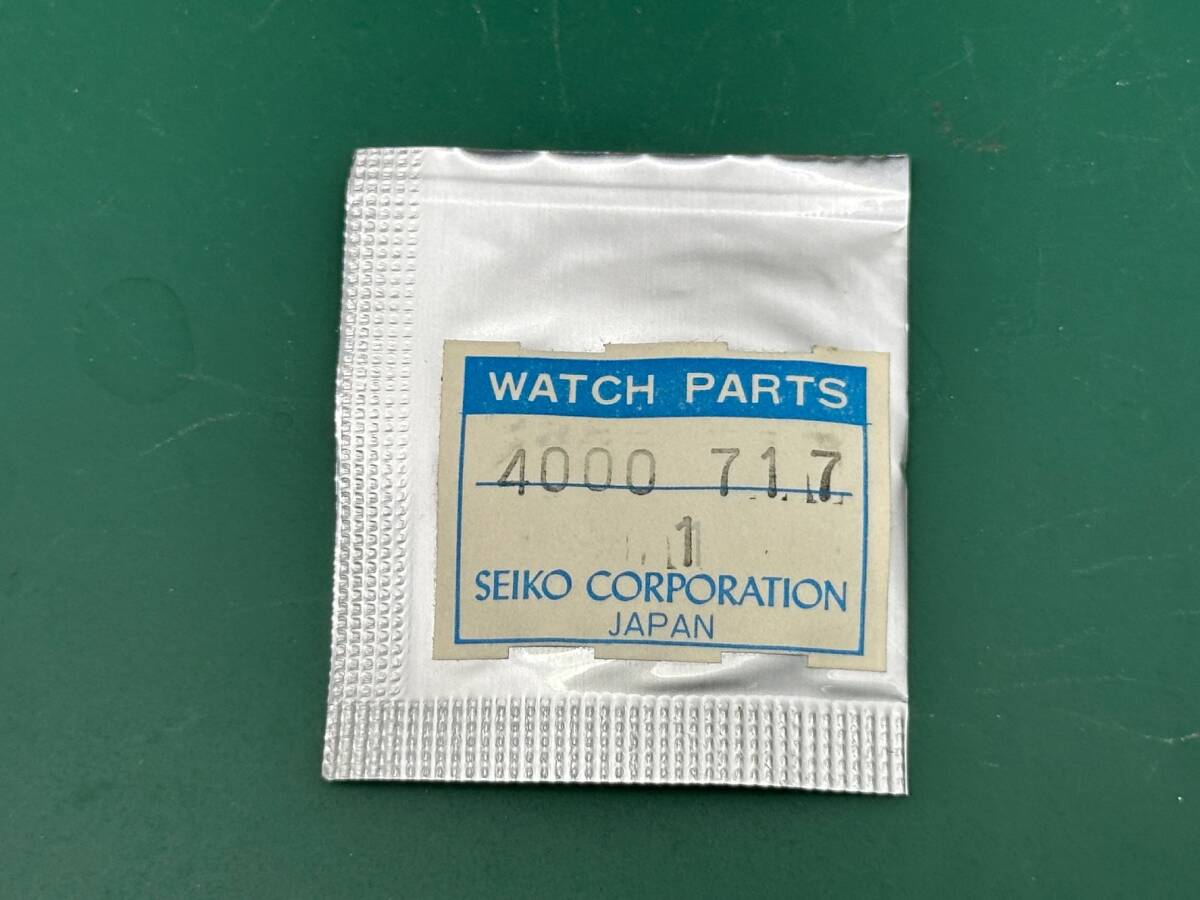 WATCH PARTS
4000 717
1
SEIKO CORPORATION
JAPAN